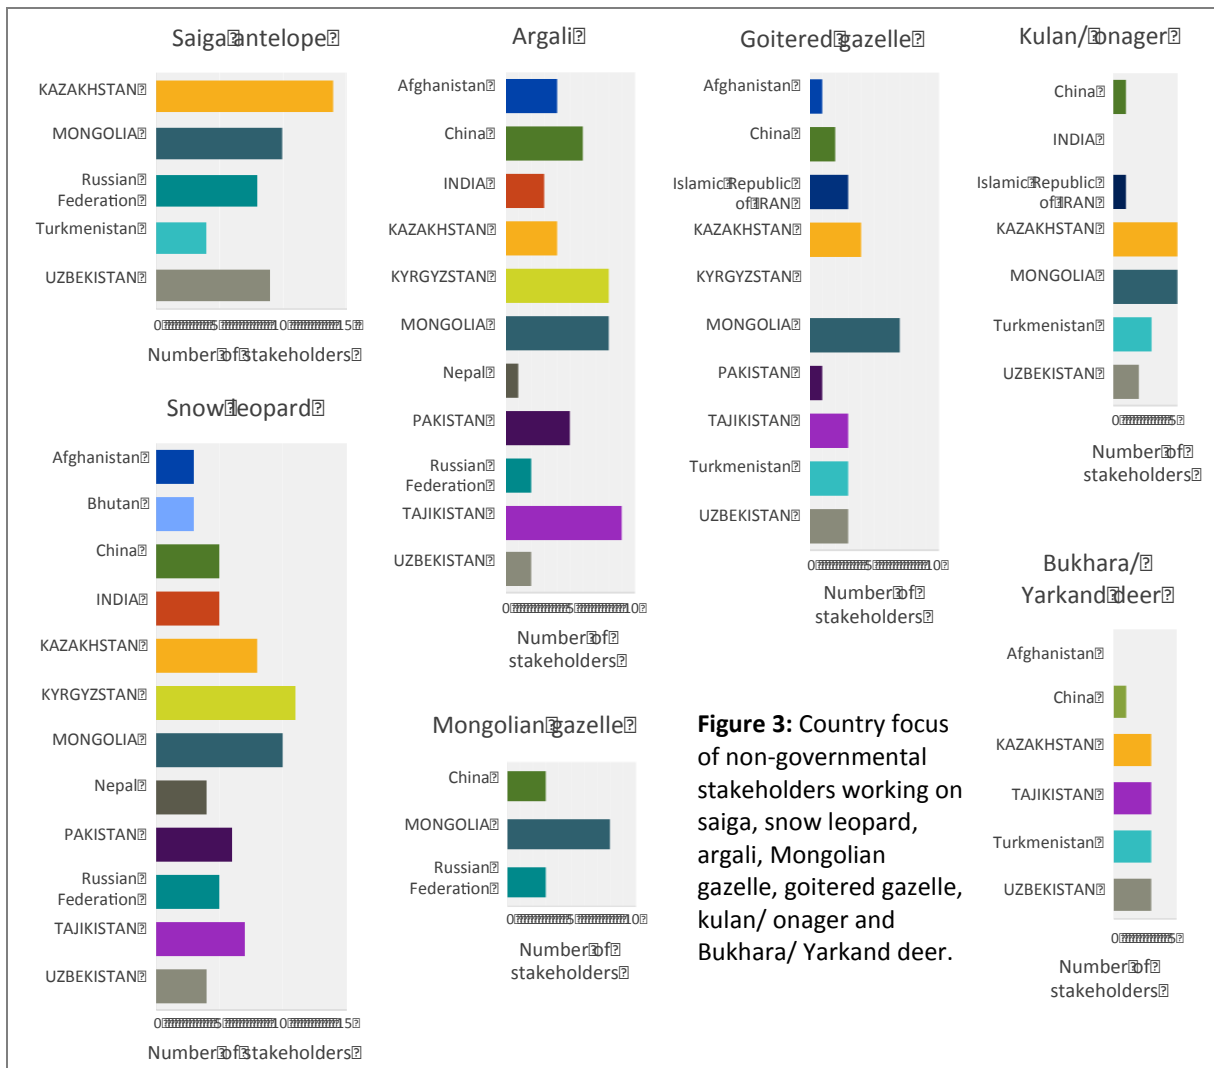 Saiga antelope
KAZAKHSTAN
MONGOLIA
Russian
Federation
Turkmenistan
UZBEKISTAN
0 5 10 15
Number of stakeholders
Snow leopard
Afghanistan
Bhutan
China
INDIA
KAZAKHSTAN
KYRGYZSTAN
MONGOLIA
Nepal
PAKISTAN
Russian
Federation
TAJIKISTAN
UZBEKISTAN
0 5 10 15
Number of stakeholders
Argali
Afghanistan
China
INDIA
KAZAKHSTAN
KYRGYZSTAN
MONGOLIA
Nepal
PAKISTAN
Russian
Federation
TAJIKISTAN
UZBEKISTAN
0 5 10
Number of
stakeholders
Mongolian gazelle
China
MONGOLIA
Russian
Federation
0 5 10
Number of
stakeholders
Goitered gazelle
Afghanistan
China
Islamic Republic
of IRAN
KAZAKHSTAN
KYRGYZSTAN
MONGOLIA
PAKISTAN
TAJIKISTAN
Turkmenistan
UZBEKISTAN
0 5 10
Number of
stakeholders
Kulan/ onager
China
INDIA
Islamic Republic
of IRAN
KAZAKHSTAN
MONGOLIA
Turkmenistan
UZBEKISTAN
0 5
Number of
stakeholders
Bukhara/
Yarkand deer
Afghanistan
China
KAZAKHSTAN
TAJIKISTAN
Turkmenistan
UZBEKISTAN
0 5
Number of
stakeholders
Figure 3: Country focus
of non-governmental
stakeholders working on
saiga, snow leopard,
argali, Mongolian
gazelle, goitered gazelle,
kulan/ onager and
Bukhara/ Yarkand deer.